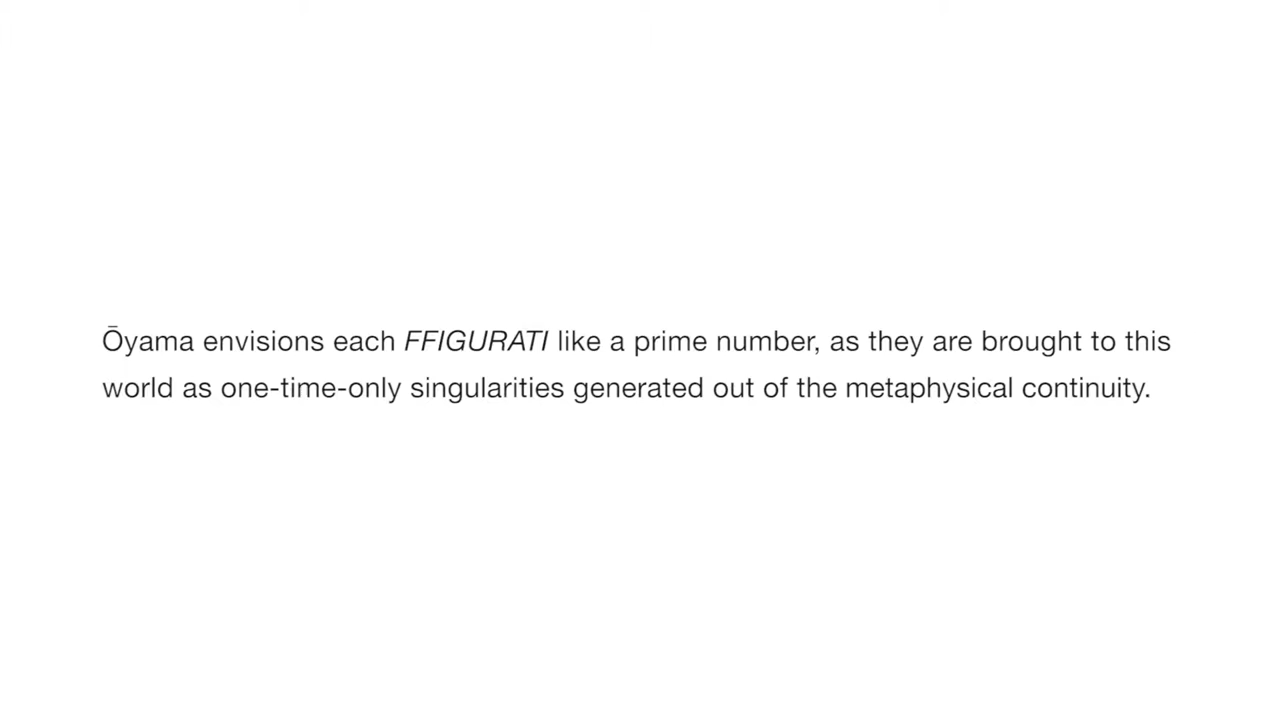 Ōyama envisions each FFIGURATI like a prime number, as they are brought to this
world as one-time-only singularities generated out of the metaphysical continuity.